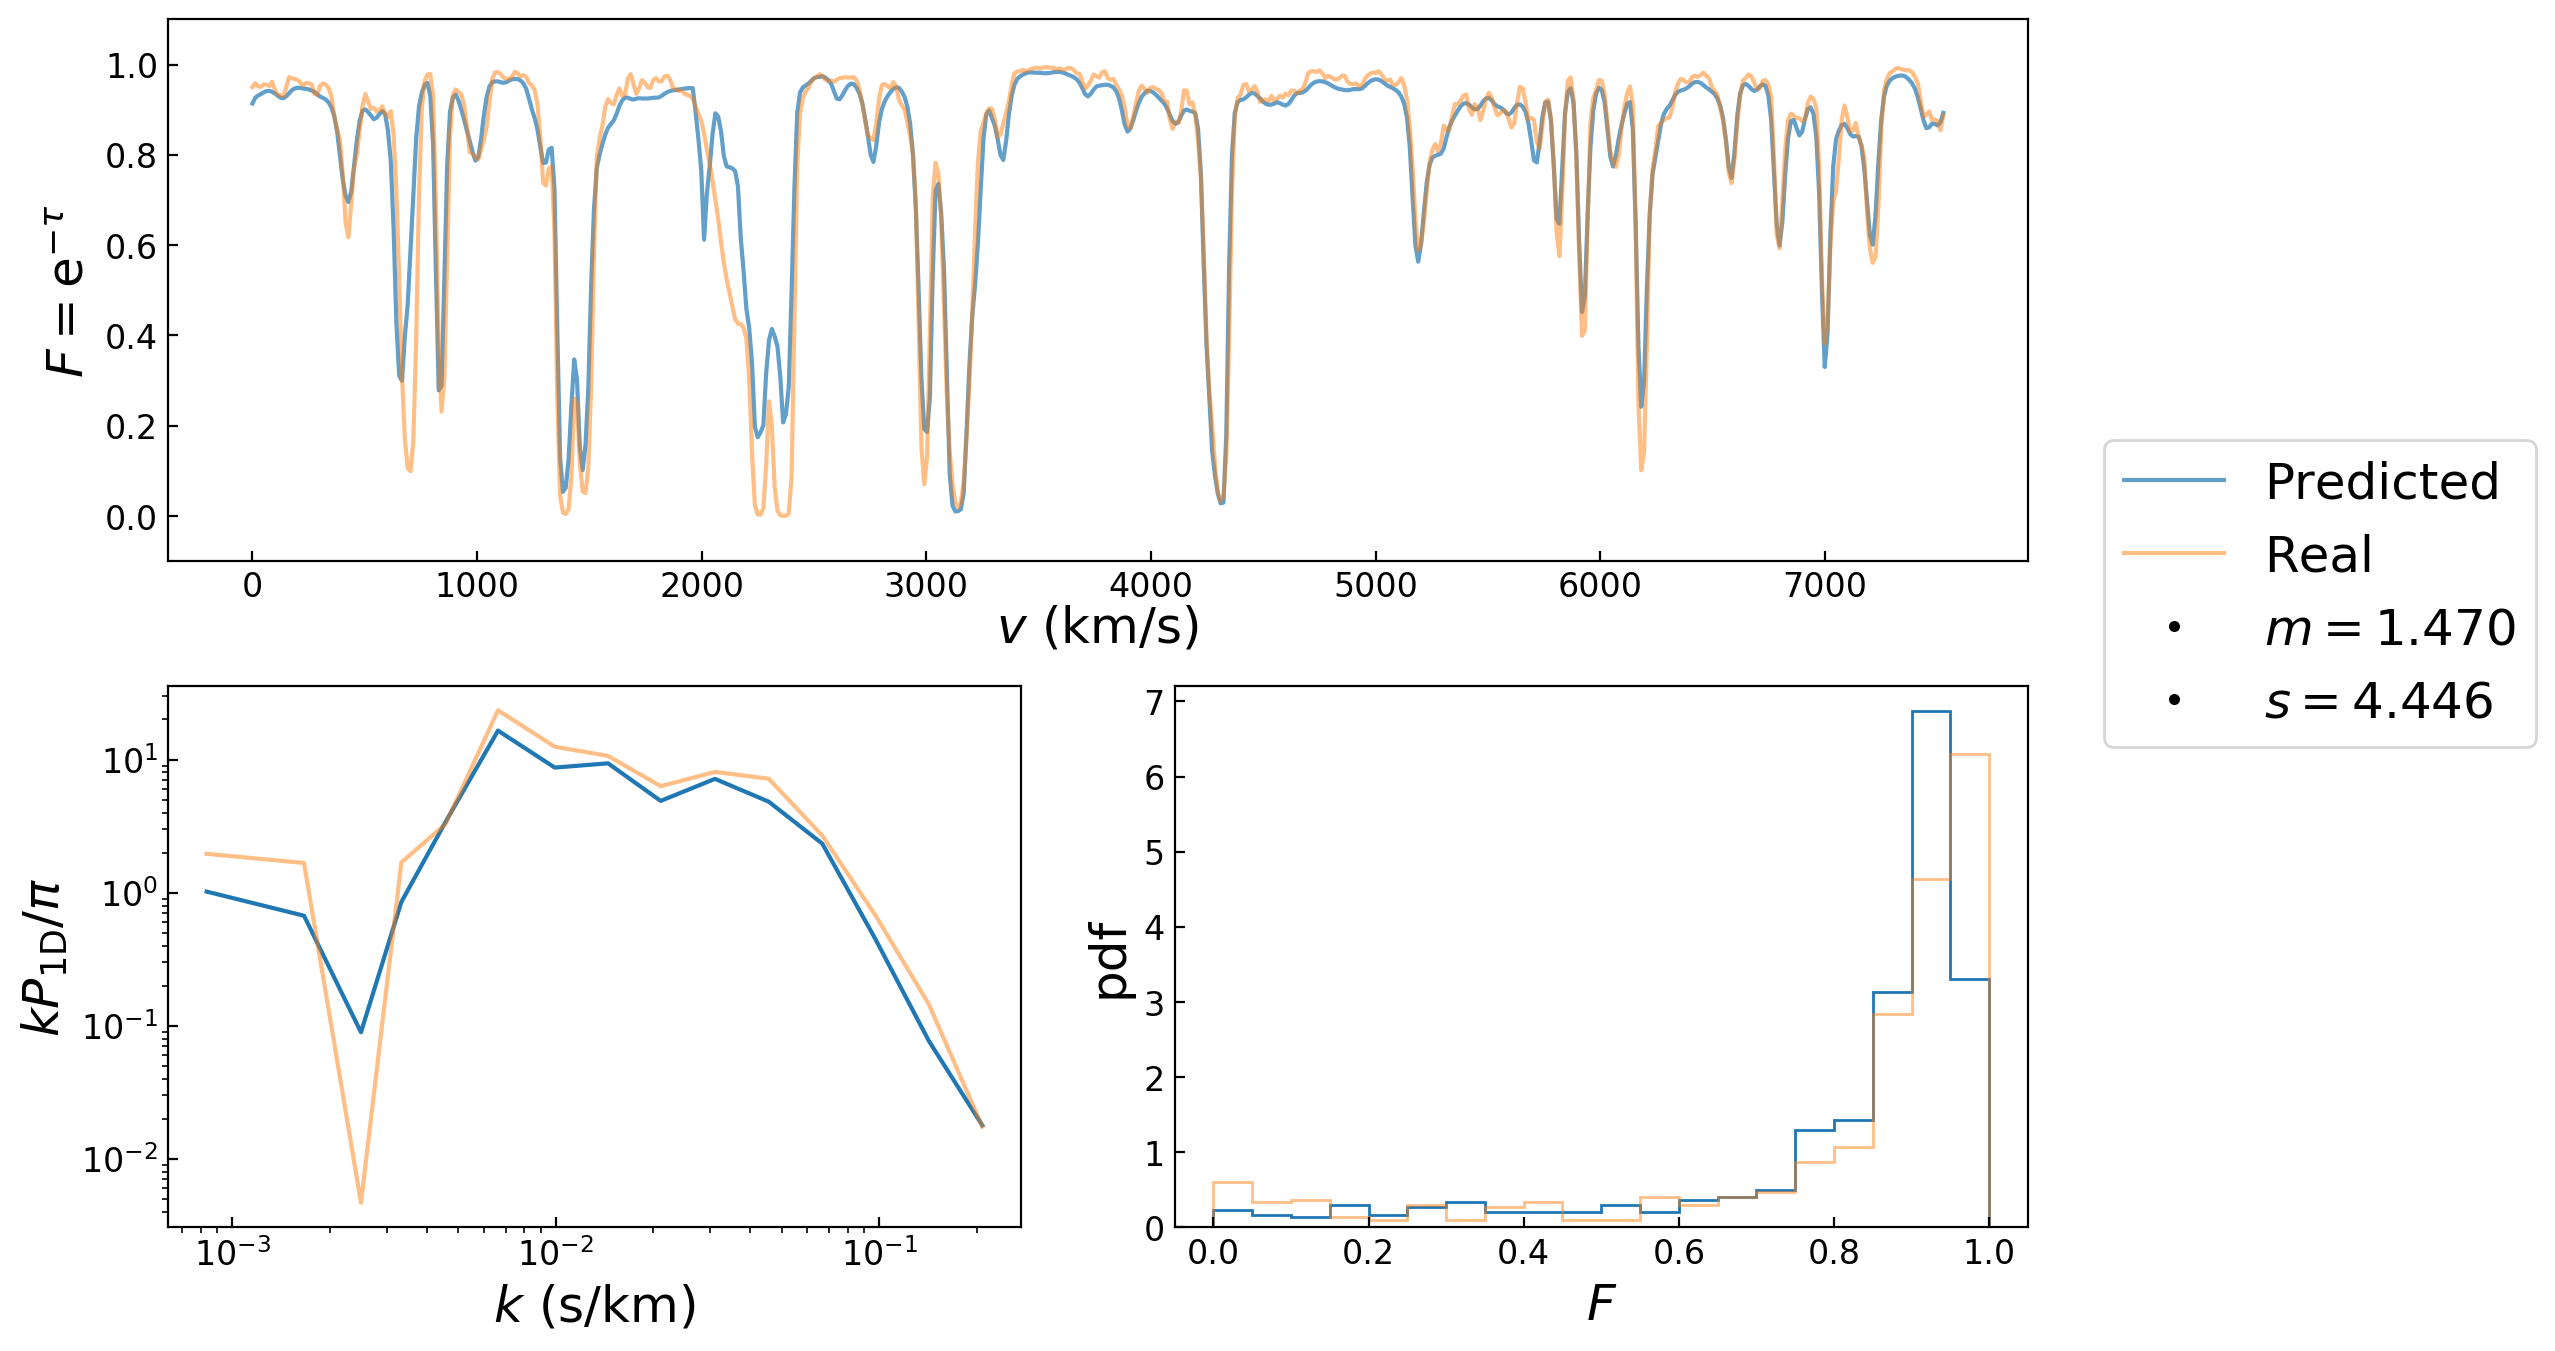 F = e^{−τ}
1.0
0.8
0.6
0.4
0.2
0.0
0 1000 2000 3000 4000 5000 6000 7000
v (km/s)
Predicted
Real
m = 1.470
s = 4.446
kP_{1D}/π
10^{1}
10^{0}
10^{−1}
10^{−2}
10^{−3} 10^{−2} 10^{−1}
k (s/km)
pdf
7
6
5
4
3
2
1
0
0.0 0.2 0.4 0.6 0.8 1.0
F